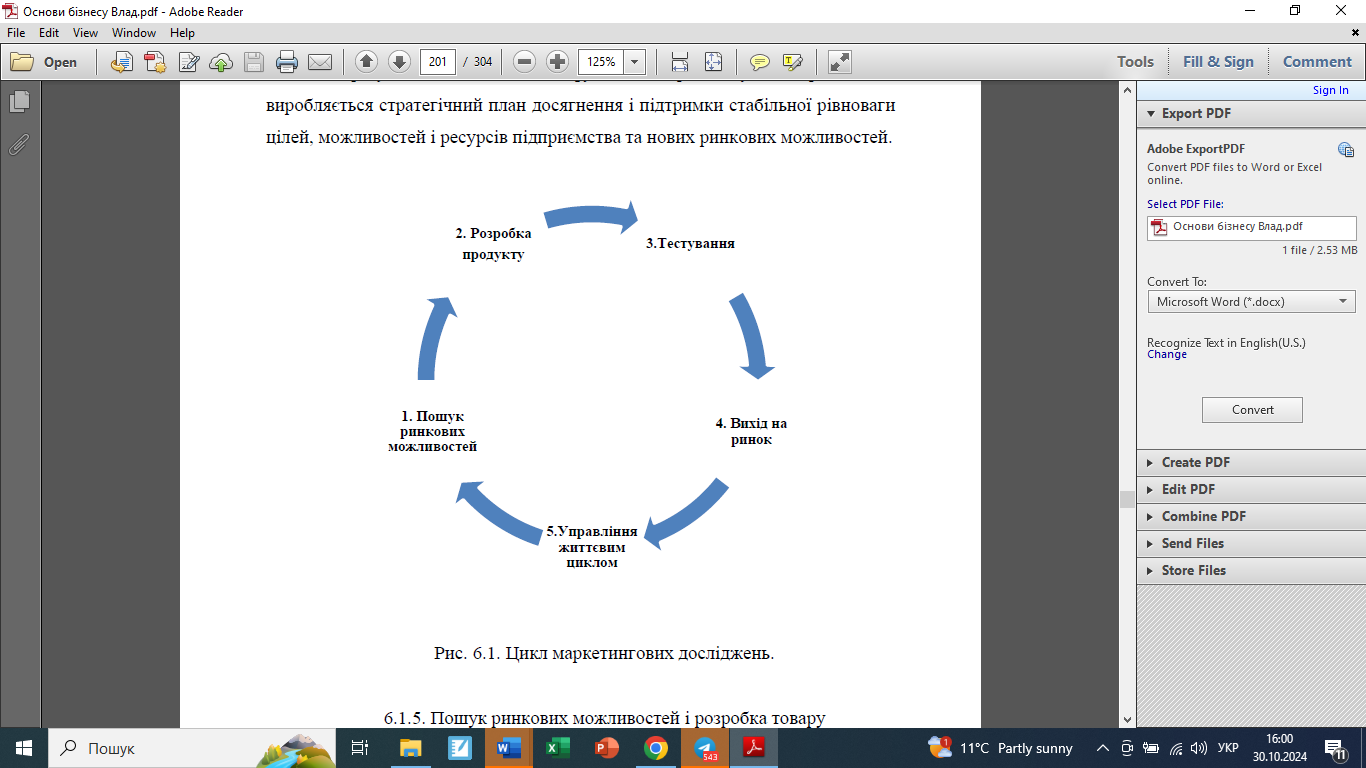 Основи бізнесу Влад.pdf - Adobe Reader
File Edit View Window Help
Open 201 / 304 125% Tools Fill & Sign Comment
виробляється стратегічний план досягнення і підтримки стабільної рівноваги
цілей, можливостей і ресурсів підприємства та нових ринкових можливостей.
2. Розробка
продукту
3.Тестування
1. Пошук
ринкових
можливостей
4. Вихід на
ринок
5.Управління
життєвим
циклом
Рис. 6.1. Цикл маркетингових досліджень.
6.1.5. Пошук ринкових можливостей і розробка товару
Sign In
Export PDF
Adobe ExportPDF
Convert PDF files to Word or Excel
online.
Select PDF File:
Основи бізнесу Влад.pdf
1 file / 2.53 MB
Convert To:
Microsoft Word (*.docx)
Recognize Text in English(U.S.)
Change
Convert
Create PDF
Edit PDF
Combine PDF
Send Files
Store Files
Пошук
543
1
11°C Partly sunny
УКР
16:00
30.10.2024
11